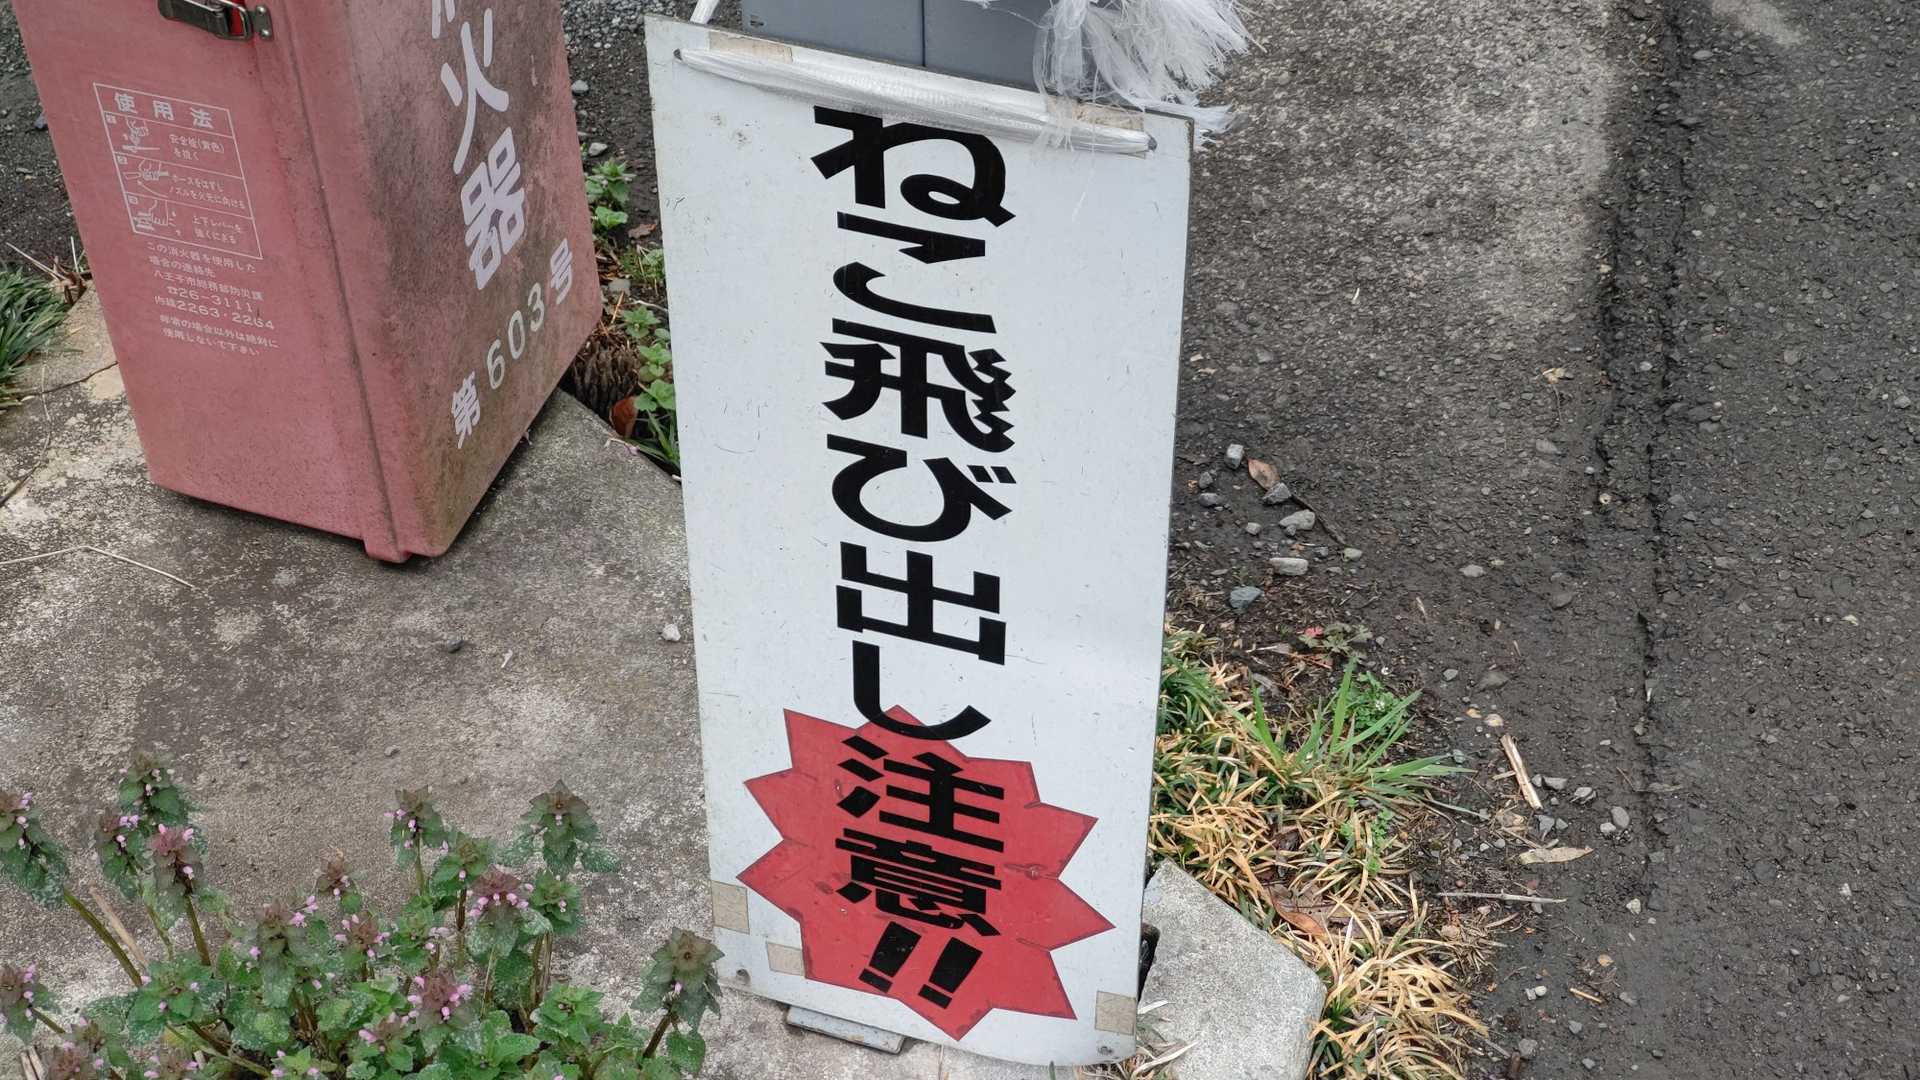 使用法
1
安全栓(黄色)
を抜く
2
ホースをはずし
ノズルを火元に向ける
3
上下レバーを
強くにぎる
この消火器を使用した
場合の連絡先
八王子市総務部防災課
☎26-3111
内線2263・2264
非常の場合以外は絶対に
使用しないで下さい
消火器
第603号
ねこ飛び出し注意!!